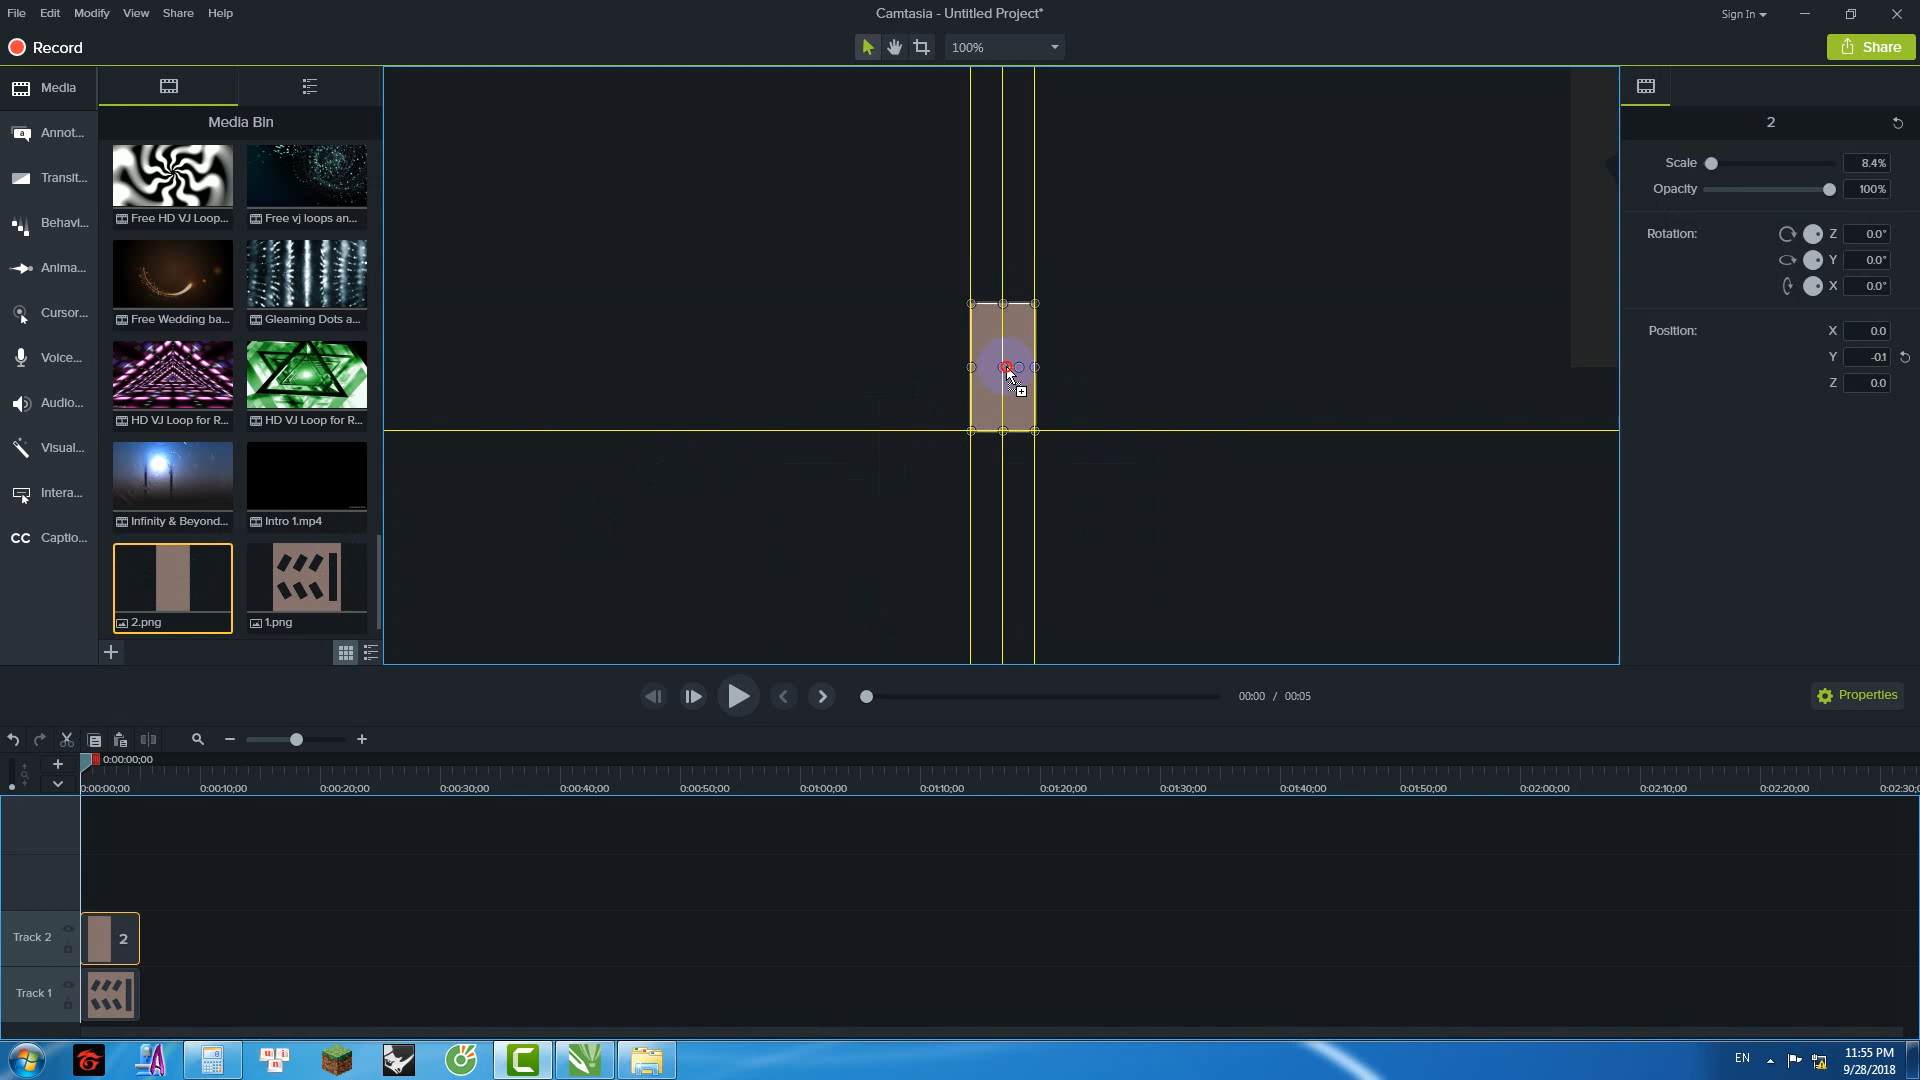 File Edit Modify View Share Help
Camtasia - Untitled Project*
Sign In
Record
100%
Share
Media
Annot...
Transit...
Behavi...
Anima...
Cursor...
Voice...
Audio...
Visual...
Intera...
CC Captio...
Media Bin
Free HD VJ Loop...
Free vj loops an...
Free Wedding ba...
Gleaming Dots a...
HD VJ Loop for R...
HD VJ Loop for R...
Infinity & Beyond...
Intro 1.mp4
2.png
1.png
2
Scale 8.4%
Opacity 100%
Rotation: Z 0.0°
Y 0.0°
X 0.0°
Position: X 0.0
Y -0.1
Z 0.0
00:00 / 00:05
Properties
0:00:00;00
0:00:00;00 0:00:10;00 0:00:20;00 0:00:30;00 0:00:40;00 0:00:50;00 0:01:00;00 0:01:10;00 0:01:20;00 0:01:30;00 0:01:40;00 0:01:50;00 0:02:00;00 0:02:10;00 0:02:20;00 0:02:30;0
Track 2
2
Track 1
EN
11:55 PM
9/28/2018